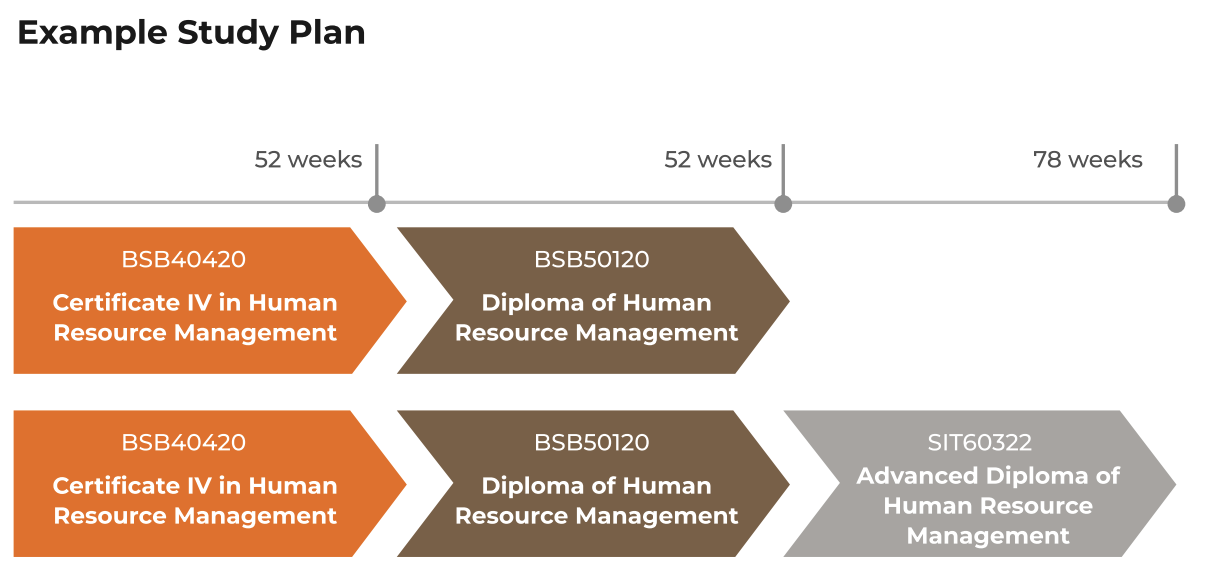 Example Study Plan
52 weeks
52 weeks
78 weeks
BSB40420
Certificate IV in Human
Resource Management
BSB50120
Diploma of Human
Resource Management
BSB40420
Certificate IV in Human
Resource Management
BSB50120
Diploma of Human
Resource Management
SIT60322
Advanced Diploma of
Human Resource
Management